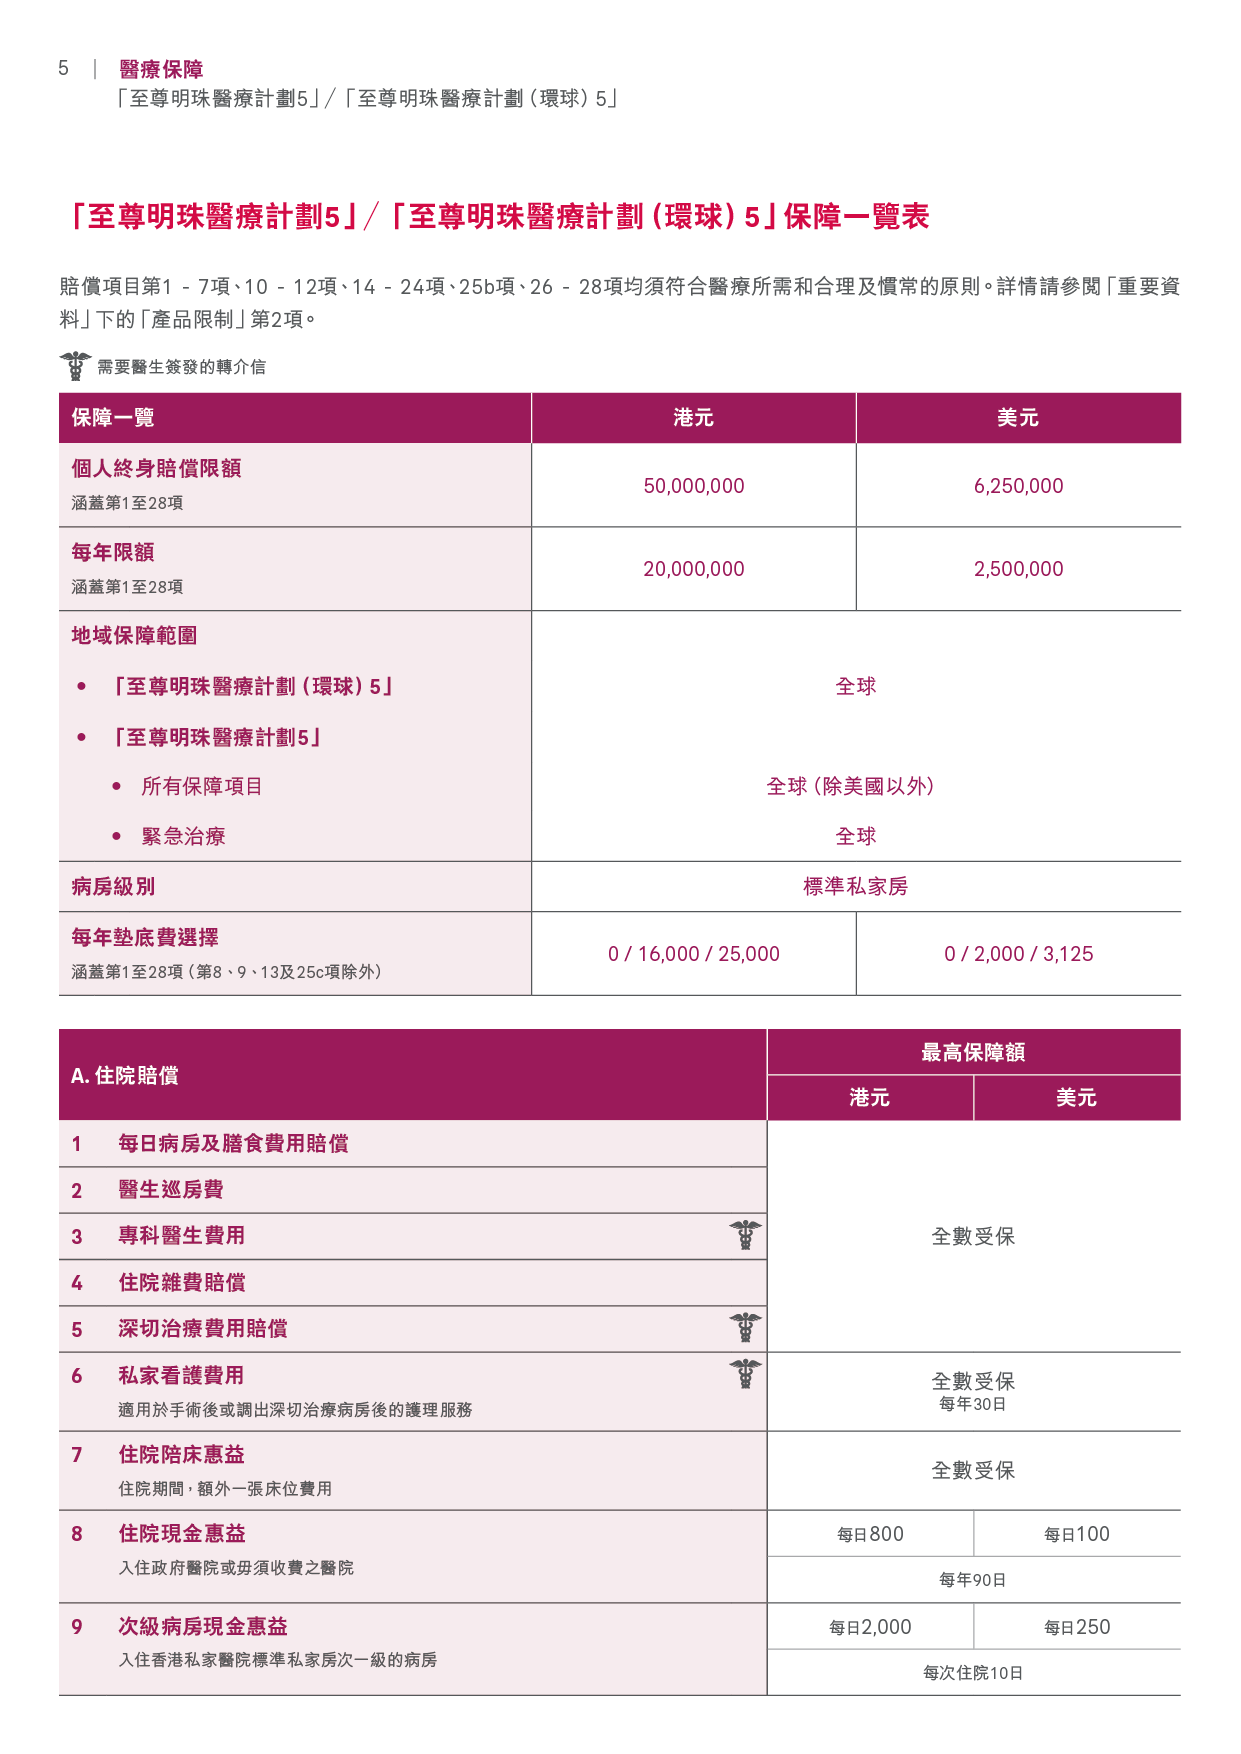 5 | 醫療保障
「至尊明珠醫療計劃5」╱「至尊明珠醫療計劃（環球）5」
「至尊明珠醫療計劃5」╱「至尊明珠醫療計劃（環球）5」保障一覽表
賠償項目第1 - 7項、10 - 12項、14 - 24項、25b項、26 - 28項均須符合醫療所需和合理及慣常的原則。詳情請參閱「重要資
料」下的「產品限制」第2項。
需要醫生簽發的轉介信
保障一覽 港元 美元
個人終身賠償限額
涵蓋第1至28項
50,000,000 6,250,000
每年限額
涵蓋第1至28項
20,000,000 2,500,000
地域保障範圍
• 「至尊明珠醫療計劃（環球）5」 全球
• 「至尊明珠醫療計劃5」
• 所有保障項目 全球（除美國以外）
• 緊急治療 全球
病房級別 標準私家房
每年墊底費選擇
涵蓋第1至28項（第8、9、13及25c項除外）
0 / 16,000 / 25,000 0 / 2,000 / 3,125
A. 住院賠償 最高保障額
港元 美元
1 每日病房及膳食費用賠償
2 醫生巡房費
3 專科醫生費用 全數受保
4 住院雜費賠償
5 深切治療費用賠償
6 私家看護費用
適用於手術後或調出深切治療病房後的護理服務
全數受保
每年30日
7 住院陪床惠益
住院期間，額外一張床位費用
全數受保
8 住院現金惠益 每日800 每日100
入住政府醫院或毋須收費之醫院
每年90日
9 次級病房現金惠益 每日2,000 每日250
入住香港私家醫院標準私家房次一級的病房
每次住院10日